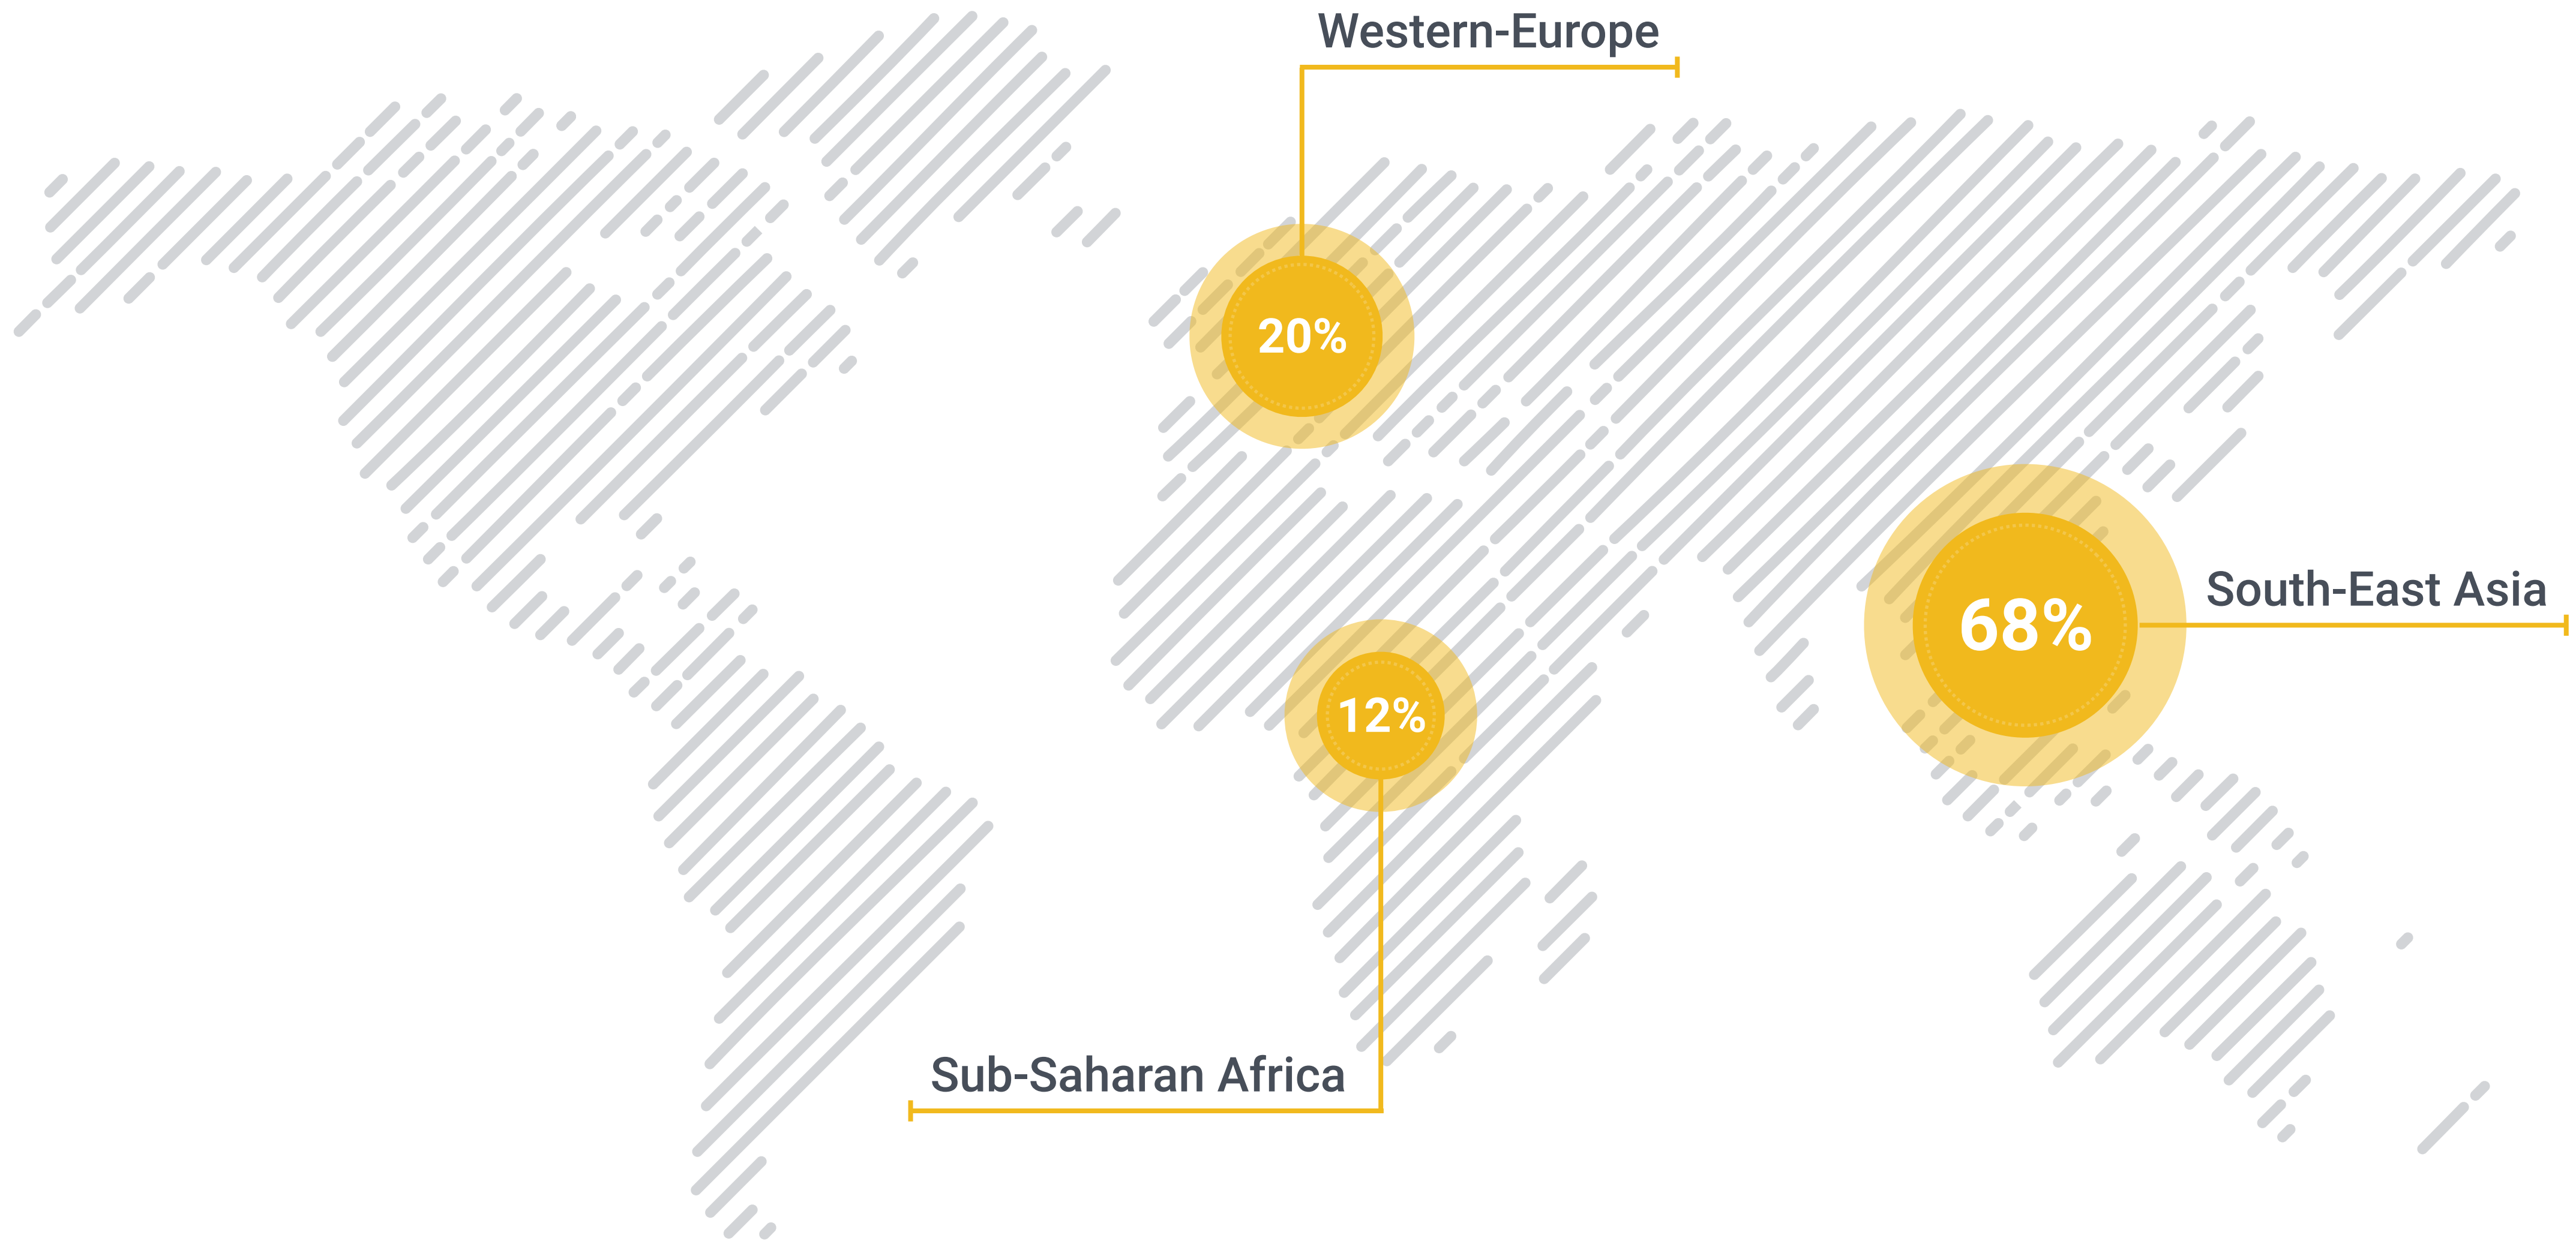 Western-Europe
20%
South-East Asia
68%
12%
Sub-Saharan Africa